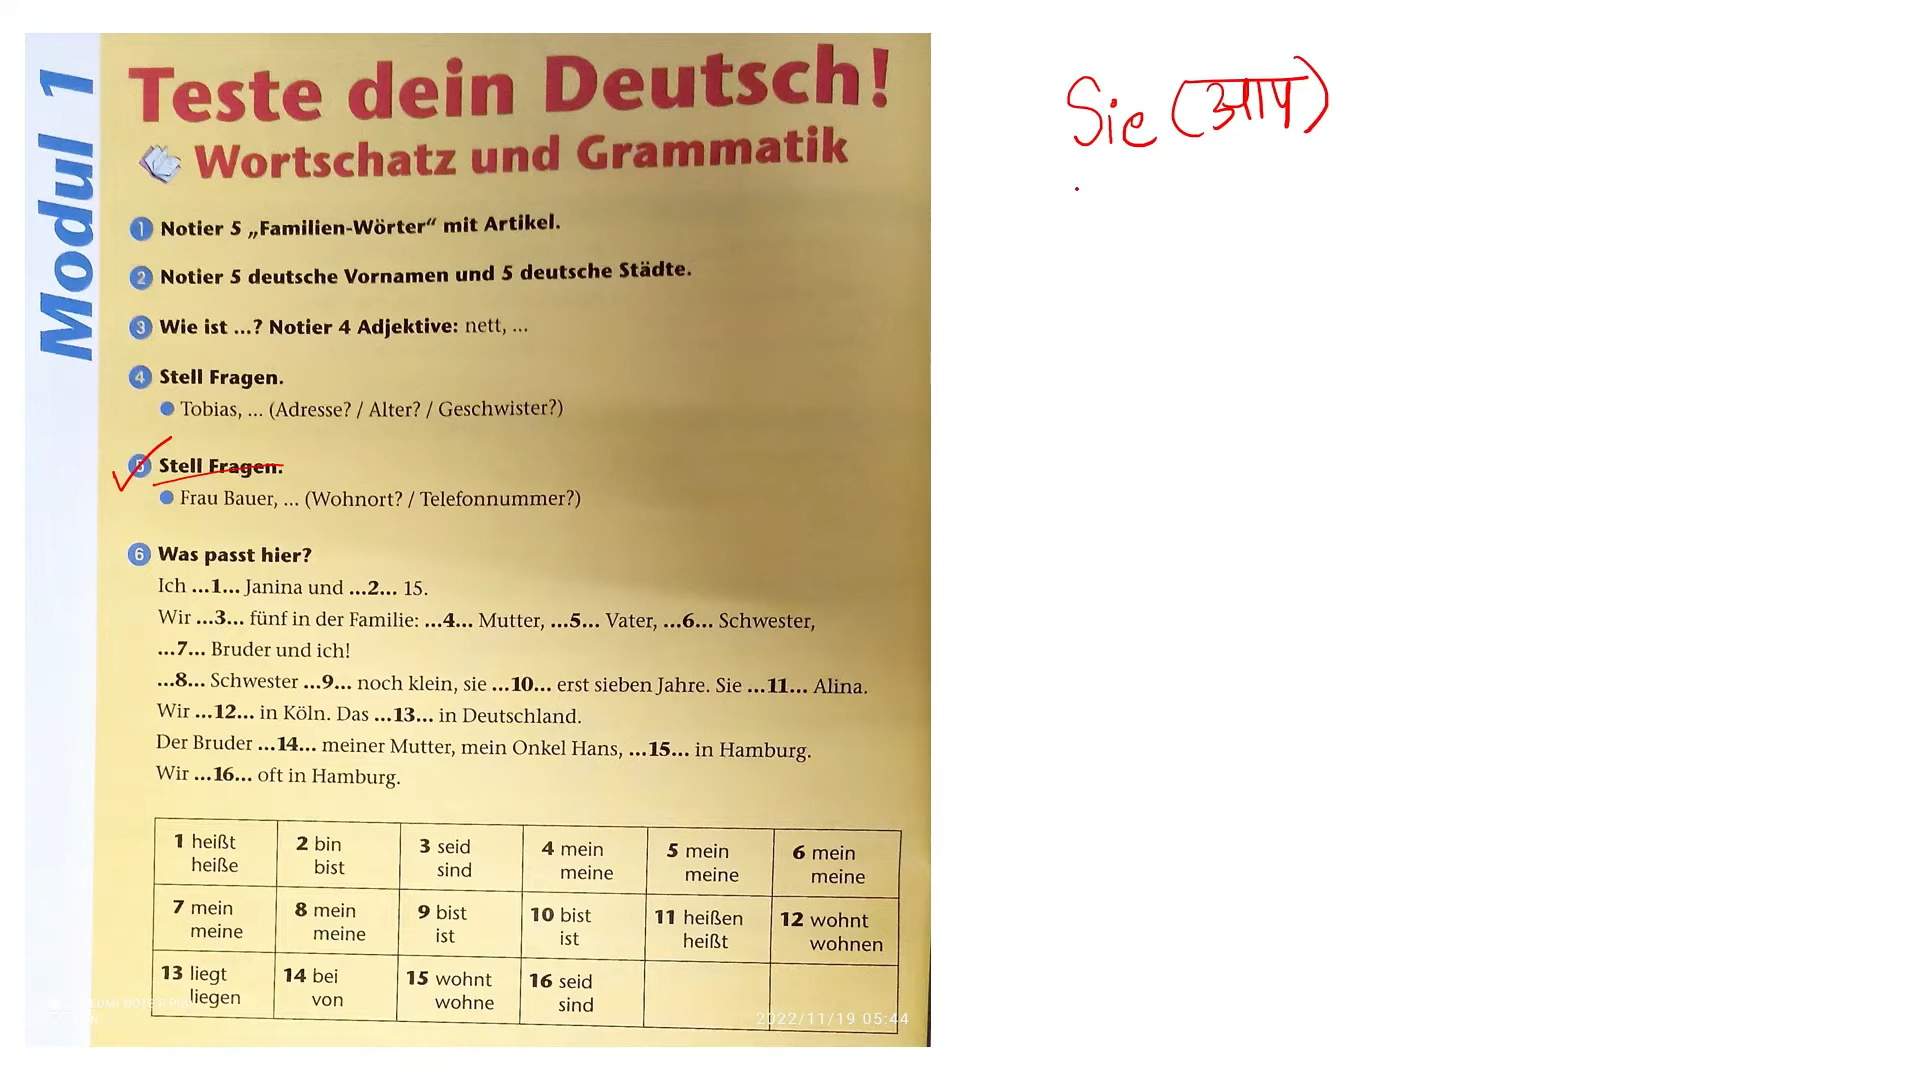 Modul 1
Teste dein Deutsch!
Wortschatz und Grammatik
1 Notier 5 „Familien-Wörter“ mit Artikel.
2 Notier 5 deutsche Vornamen und 5 deutsche Städte.
3 Wie ist ...? Notier 4 Adjektive: nett, ...
4 Stell Fragen.
Tobias, ... (Adresse? / Alter? / Geschwister?)
5 Stell Fragen.
Frau Bauer, ... (Wohnort? / Telefonnummer?)
6 Was passt hier?
Ich ...1... Janina und ...2... 15.
Wir ...3... fünf in der Familie: ...4... Mutter, ...5... Vater, ...6... Schwester,
...7... Bruder und ich!
...8... Schwester ...9... noch klein, sie ...10... erst sieben Jahre. Sie ...11... Alina.
Wir ...12... in Köln. Das ...13... in Deutschland.
Der Bruder ...14... meiner Mutter, mein Onkel Hans, ...15... in Hamburg.
Wir ...16... oft in Hamburg.
1 heißt 2 bin 3 seid 4 mein 5 mein 6 mein
heiße bist sind meine meine meine
7 mein 8 mein 9 bist 10 bist 11 heißen 12 wohnt
meine meine ist ist heißt wohnen
13 liegt 14 bei 15 wohnt 16 seid
liegen von wohne sind
2022/11/19 05:44
Sie (आप)